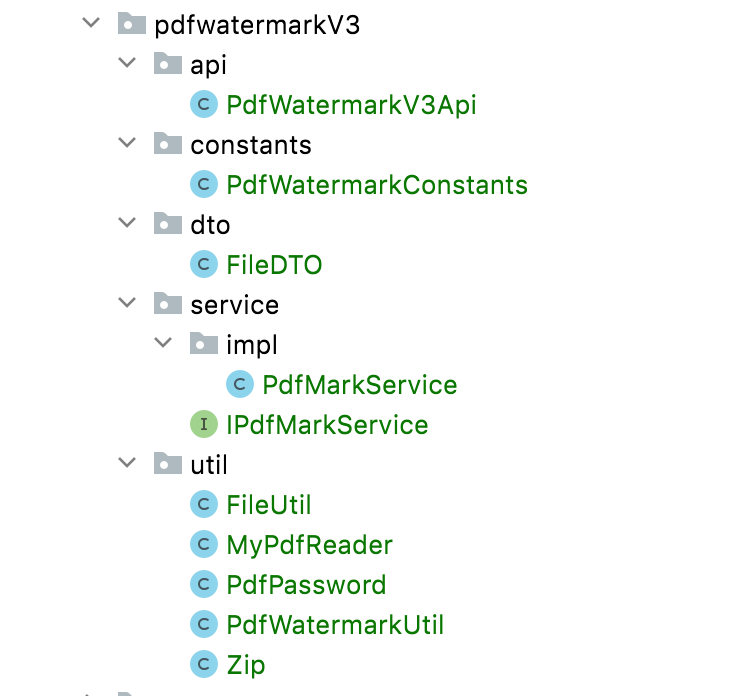 pdfwatermarkV3
api
C PdfWatermarkV3Api
constants
C PdfWatermarkConstants
dto
C FileDTO
service
impl
C PdfMarkService
I IPdfMarkService
util
C FileUtil
C MyPdfReader
C PdfPassword
C PdfWatermarkUtil
C Zip